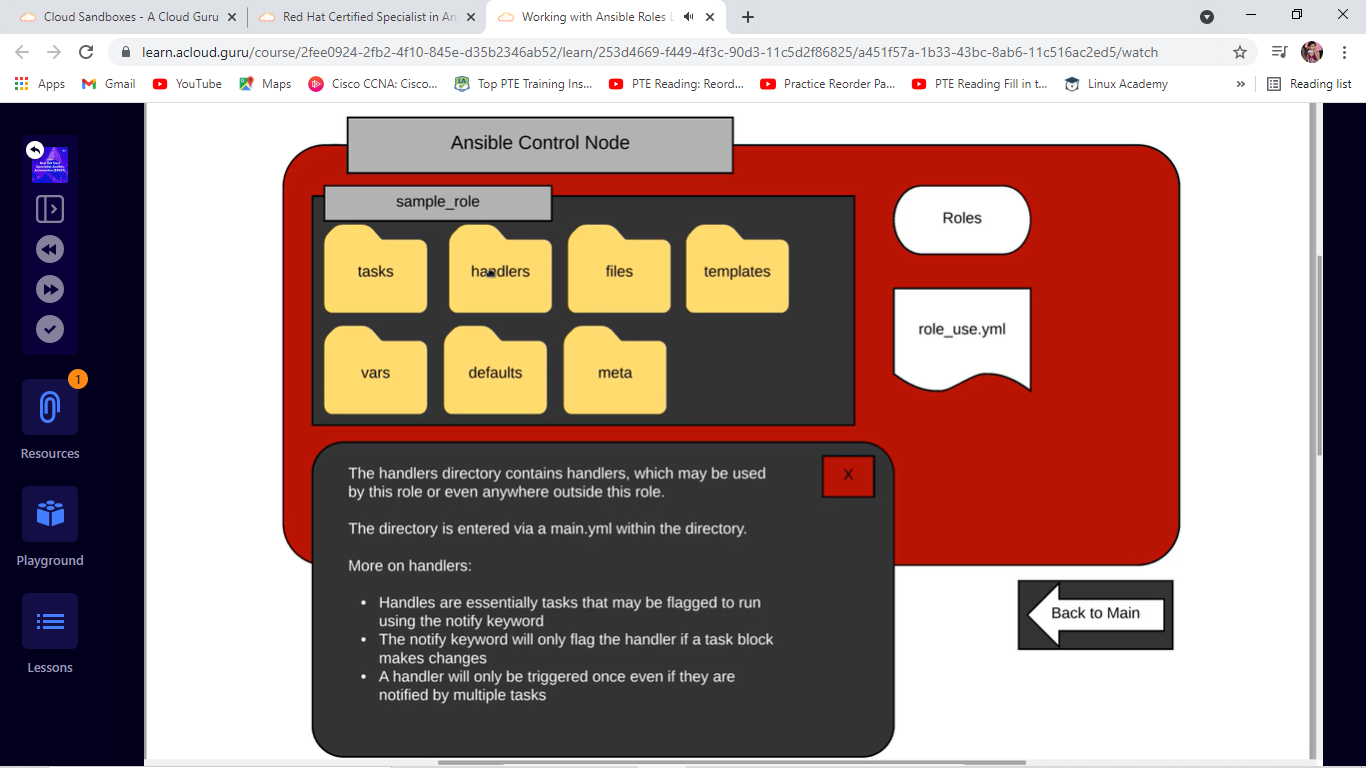 Cloud Sandboxes - A Cloud Guru
Red Hat Certified Specialist in An
Working with Ansible Roles L
learn.acloud.guru/course/2fee0924-2fb2-4f10-845e-d35b2346ab52/learn/253d4669-f449-4f3c-90d3-11c5d2f86825/a451f57a-1b33-43bc-8ab6-11c516ac2ed5/watch
Apps
Gmail
YouTube
Maps
Cisco CCNA: Cisco...
Top PTE Training Ins...
PTE Reading: Reord...
Practice Reorder Pa...
PTE Reading Fill in t...
Linux Academy
»
Reading list
1
Resources
Playground
Lessons
Ansible Control Node
sample_role
tasks
handlers
files
templates
vars
defaults
meta
Roles
role_use.yml
X
The handlers directory contains handlers, which may be used
by this role or even anywhere outside this role.
The directory is entered via a main.yml within the directory.
More on handlers:
• Handles are essentially tasks that may be flagged to run
using the notify keyword
• The notify keyword will only flag the handler if a task block
makes changes
• A handler will only be triggered once even if they are
notified by multiple tasks
Back to Main